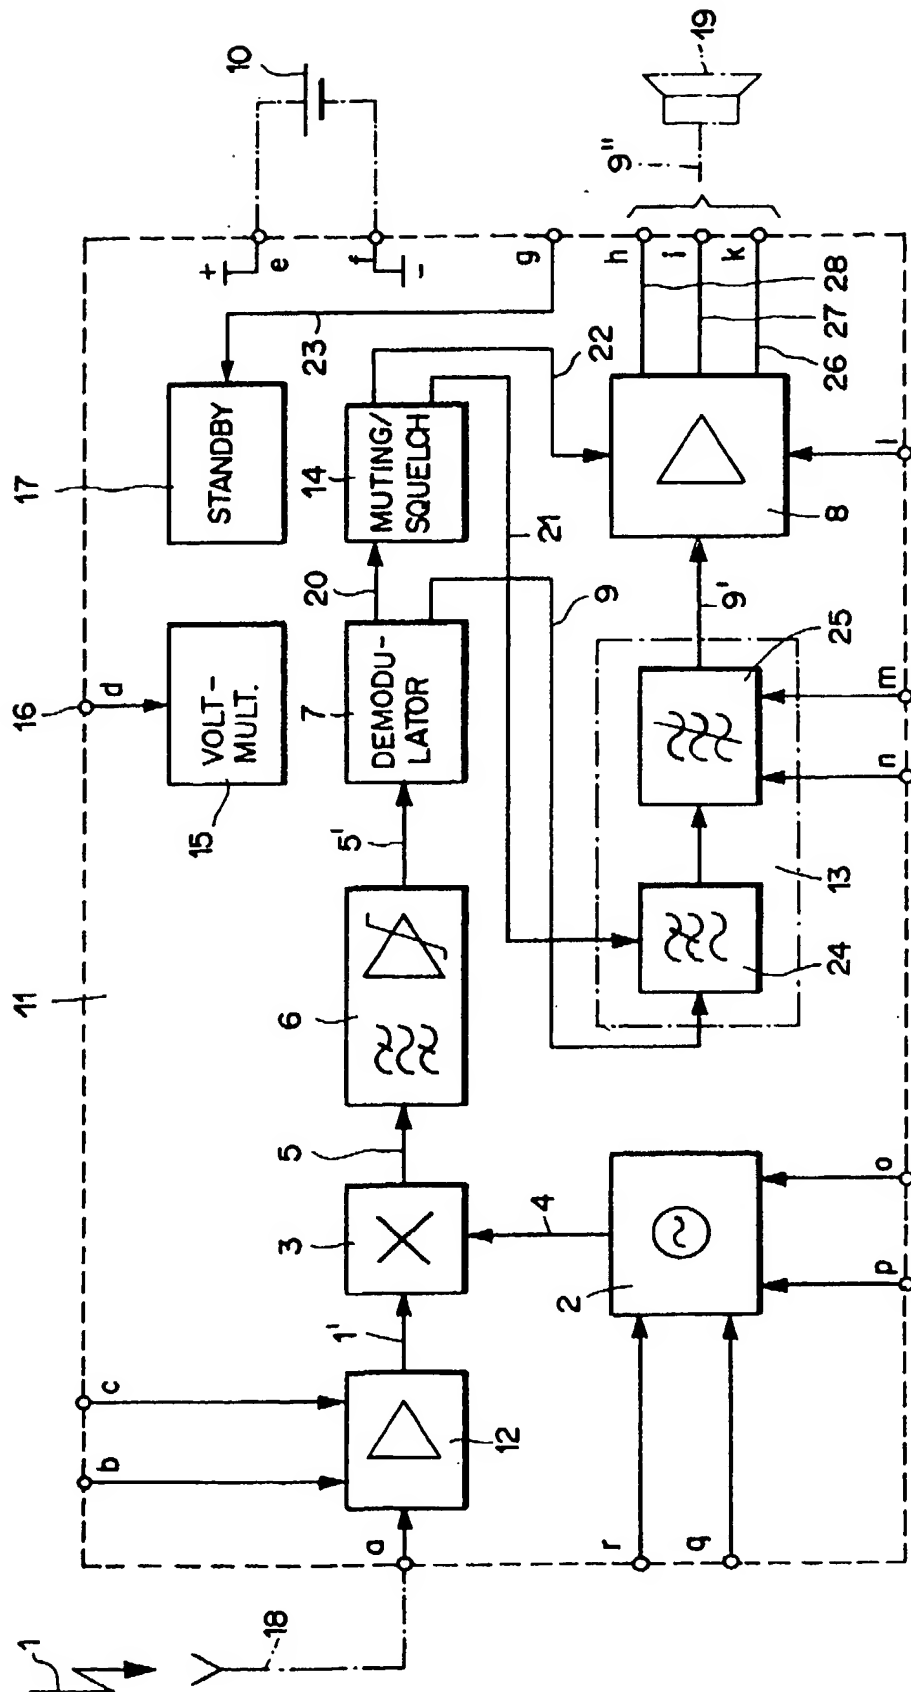 1
11
16
17
b
c
d
15
VOLT-
MULT.
STANDBY
+
10
e
18
a
1'
3
5
6
5'
7
DEMODU-
LATOR
20
14
MUTING/
SQUELCH
23
f
-
12
4
21
22
g
2
9
9"
19
r
h
q
i
k
9'
24
13
25
8
26
27
28
p
o
n
m
l